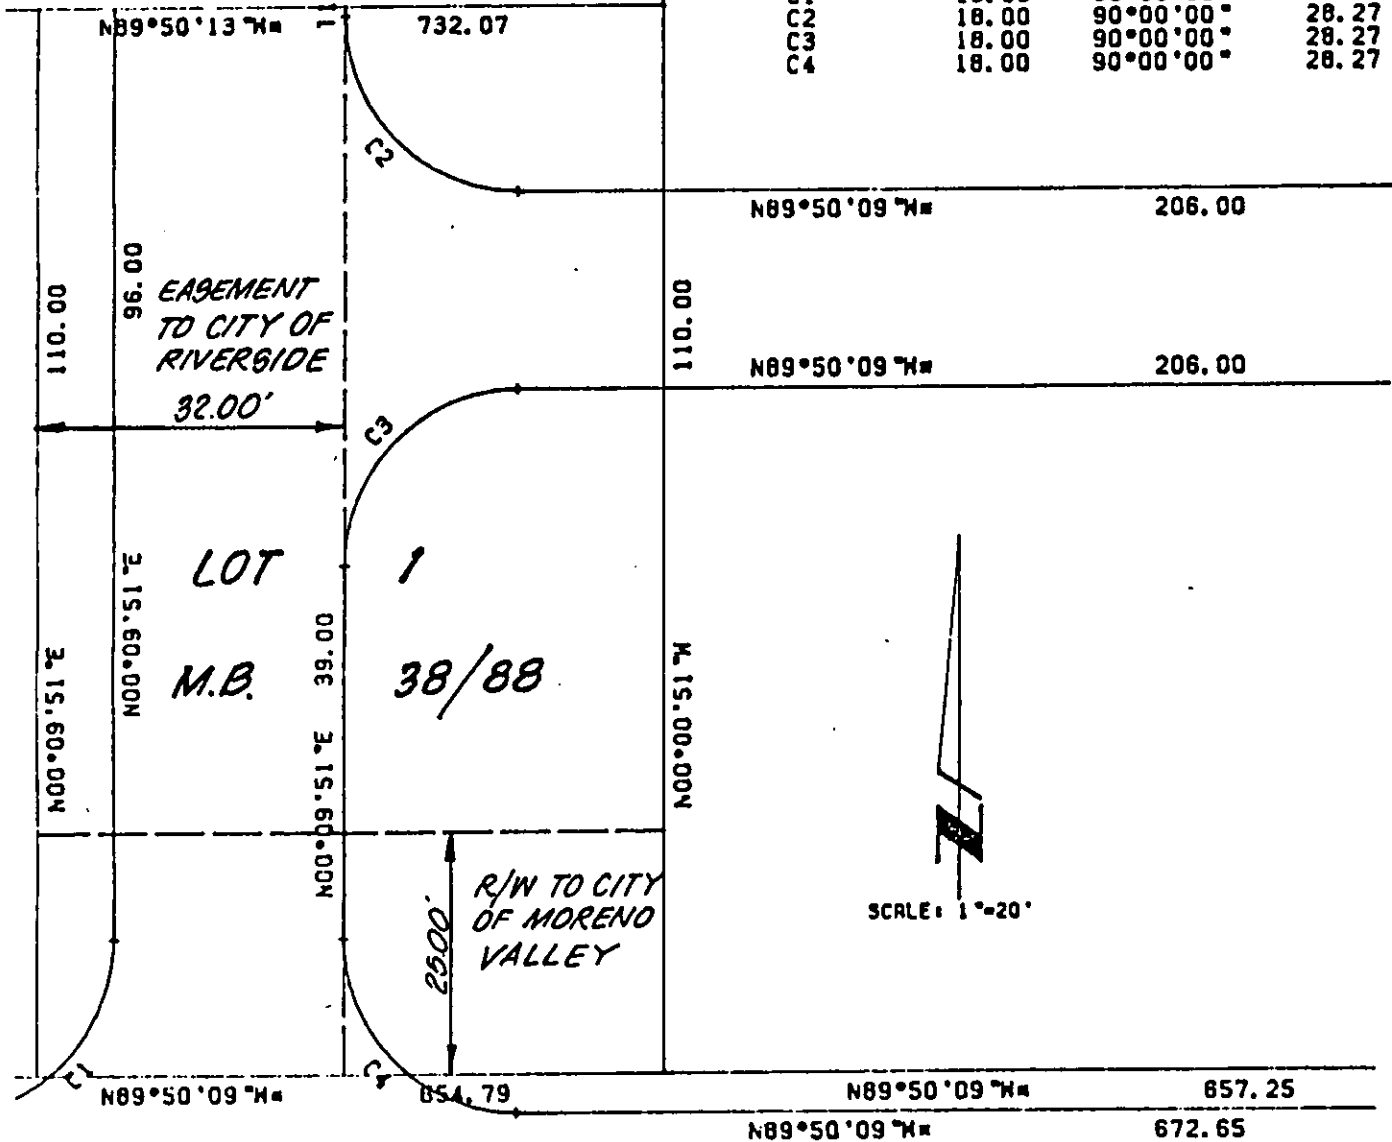 C2 18.00 90°00'00" 28.27
N89°50'13"W= 732.07
C3 18.00 90°00'00" 28.27
C4 18.00 90°00'00" 28.27
C2
N89°50'09"W= 206.00
96.00
EASEMENT
TO CITY OF
RIVERSIDE
32.00'
110.00
110.00
N89°50'09"W= 206.00
C3
LOT 1
N00°09'51"E
39.00
M.B. 38/88
N00°09'51"E
N00°00'51"W
N00°09'51"E
R/W TO CITY
OF MORENO
VALLEY
25.00'
SCALE: 1"=20'
C1
C4
N89°50'09"W= 654.79
N89°50'09"W= 657.25
N89°50'09"W= 672.65